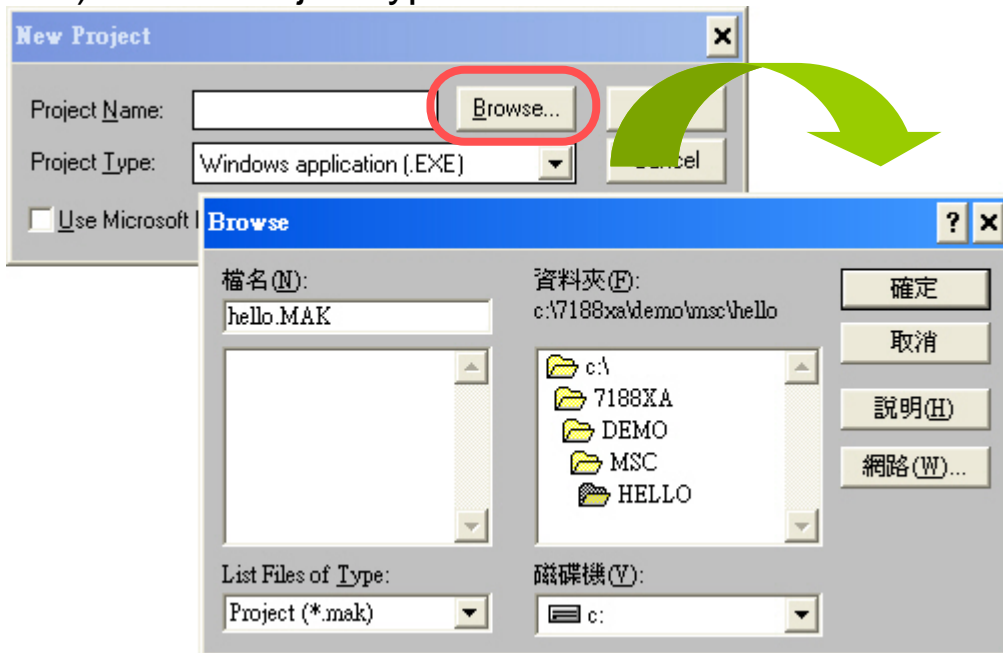 New Project
Project Name:
Browse...
Project Type:
Windows application (.EXE)
Use Microsoft
Browse
檔名(N):
hello.MAK
資料夾(F):
c:\7188xa\demo\msc\hello
c:\
7188XA
DEMO
MSC
HELLO
確定
取消
說明(H)
網路(W)...
List Files of Type:
Project (*.mak)
磁碟機(V):
c: